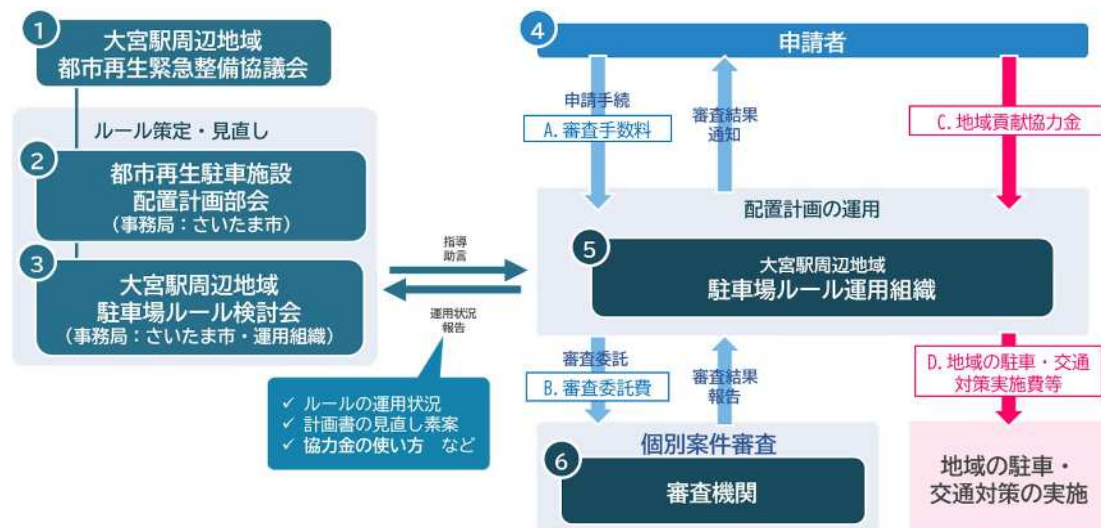 1
大宮駅周辺地域
都市再生緊急整備協議会
ルール策定・見直し
2
都市再生駐車施設
配置計画部会
(事務局:さいたま市)
3
大宮駅周辺地域
駐車場ルール検討会
(事務局:さいたま市・運用組織)
指導
助言
運用状況
報告
✓ ルールの運用状況
✓ 計画書の見直し素案
✓ 協力金の使い方 など
4
申請者
申請手続
A.審査手数料
審査結果
通知
C.地域貢献協力金
配置計画の運用
5
大宮駅周辺地域
駐車場ルール運用組織
審査委託
B.審査委託費
審査結果
報告
D.地域の駐車・交通
対策実施費等
個別案件審査
6
審査機関
地域の駐車・
交通対策の実施